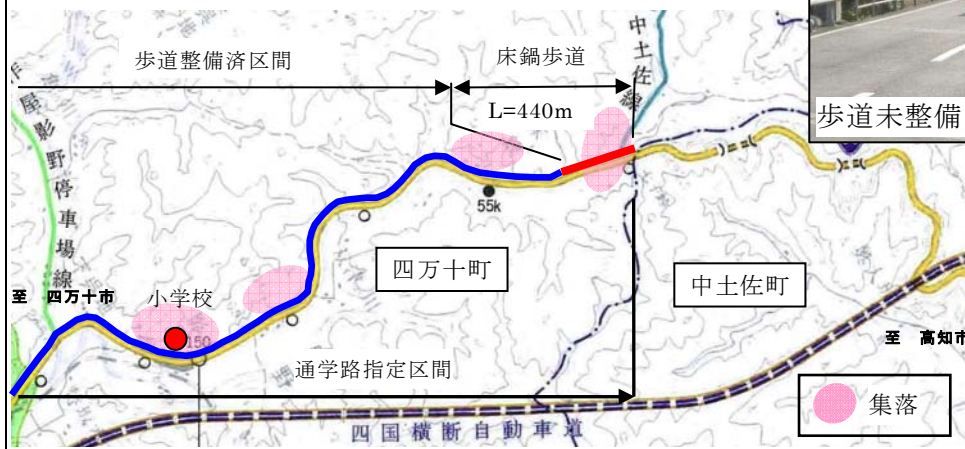 歩道整備済区間
床鍋歩道
L=440m
中土佐線
歩道未整備
屋影野停車場線
55k
四万十町
中土佐町
至 四万十市
小学校
150
至 高知市
通学路指定区間
集落
四国横断自動車道